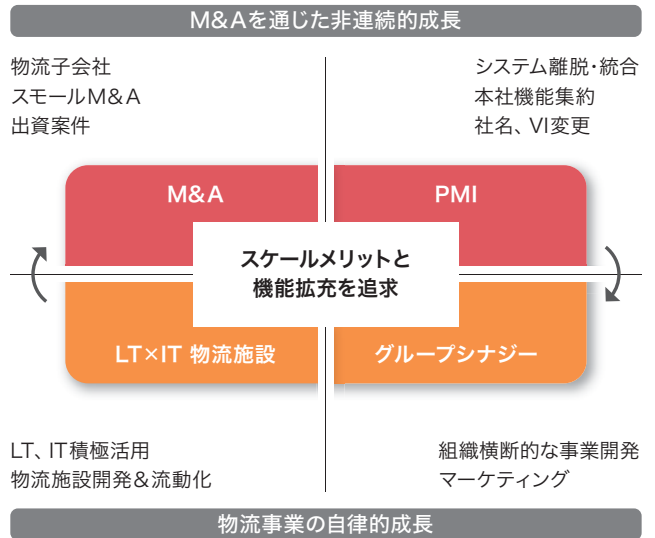 M&Aを通じた非連続的成長
物流子会社
スモールM&A
出資案件
システム離脱・統合
本社機能集約
社名、VI変更
M&A
PMI
スケールメリットと
機能拡充を追求
LT×IT 物流施設
グループシナジー
LT、IT積極活用
物流施設開発&流動化
組織横断的な事業開発
マーケティング
物流事業の自律的成長